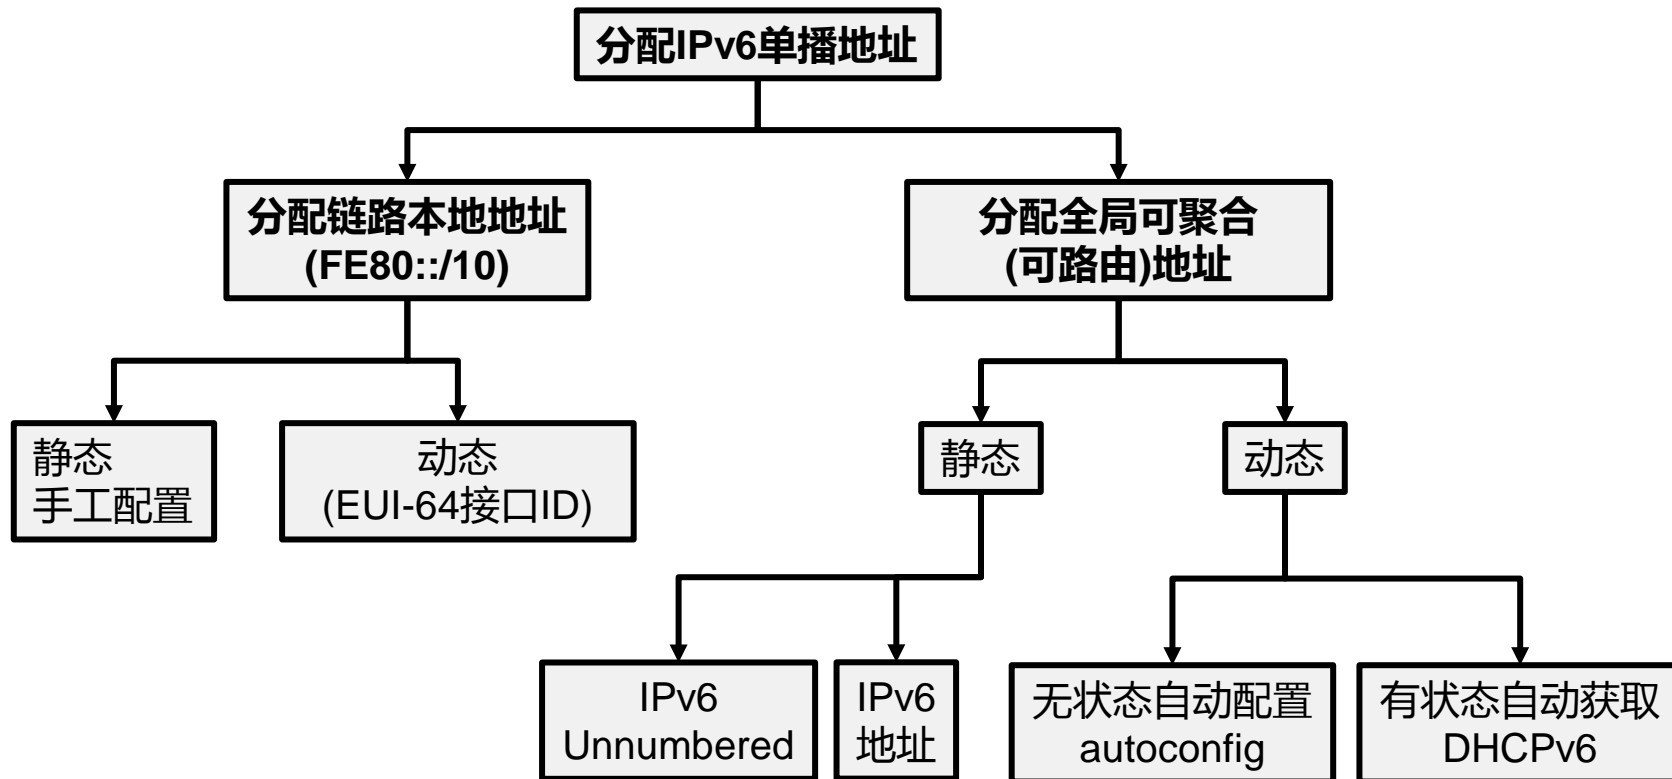 分配IPv6单播地址
分配链路本地地址
(FE80::/10)
分配全局可聚合
(可路由)地址
静态
手工配置
动态
(EUI-64接口ID)
静态
动态
IPv6
Unnumbered
IPv6
地址
无状态自动配置
autoconfig
有状态自动获取
DHCPv6